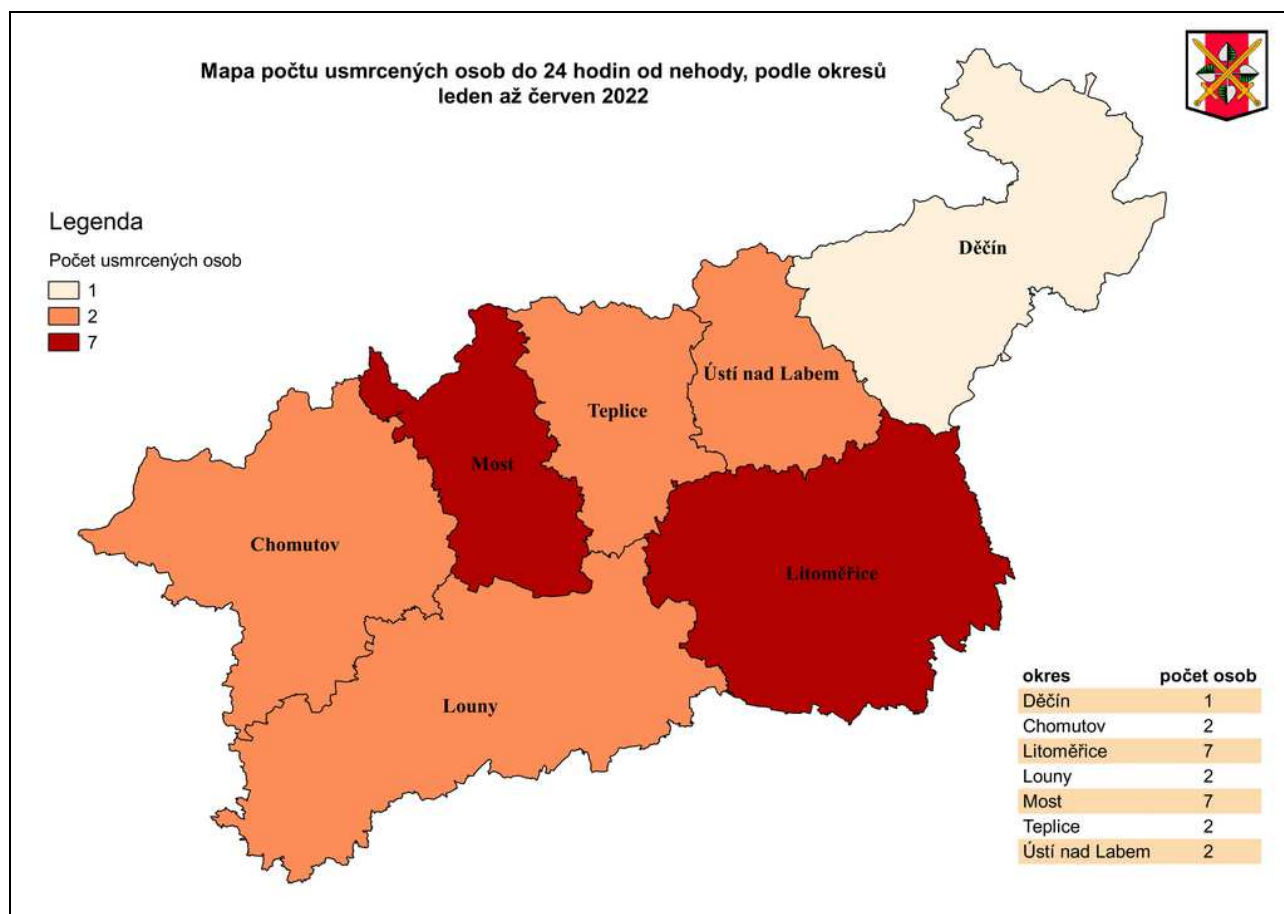 Mapa počtu usmrcených osob do 24 hodin od nehody, podle okresů
leden až červen 2022
Legenda
Počet usmrcených osob
1
2
7
Děčín
Ústí nad Labem
Teplice
Most
Chomutov
Litoměřice
Louny
okres počet osob
Děčín 1
Chomutov 2
Litoměřice 7
Louny 2
Most 7
Teplice 2
Ústí nad Labem 2